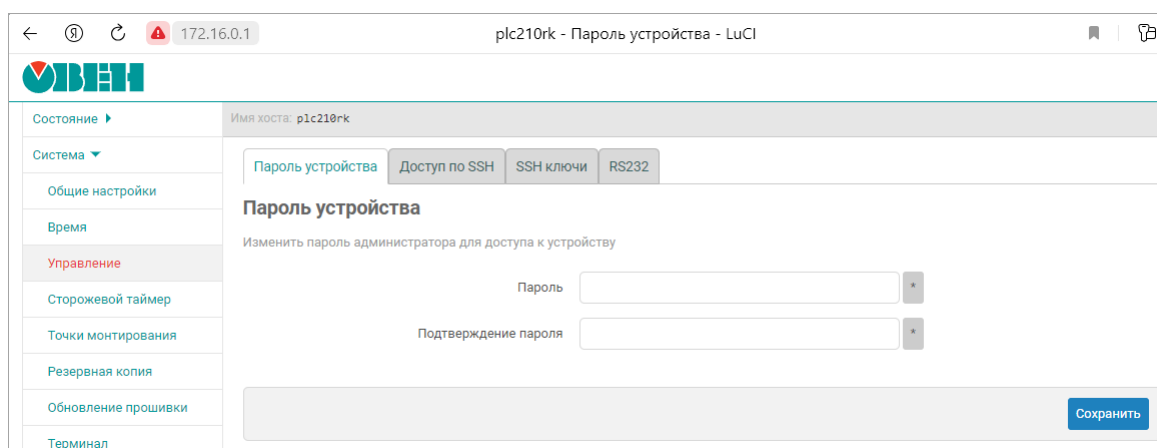 Я 172.16.0.1 plc210rk - Пароль устройства - LuCI
ОВЕН
Состояние
Имя хоста: plc210rk
Система
Пароль устройства Доступ по SSH SSH ключи RS232
Общие настройки
Пароль устройства
Время
Изменить пароль администратора для доступа к устройству
Управление
Пароль *
Сторожевой таймер
Подтверждение пароля *
Точки монтирования
Резервная копия
Обновление прошивки
Сохранить
Терминал